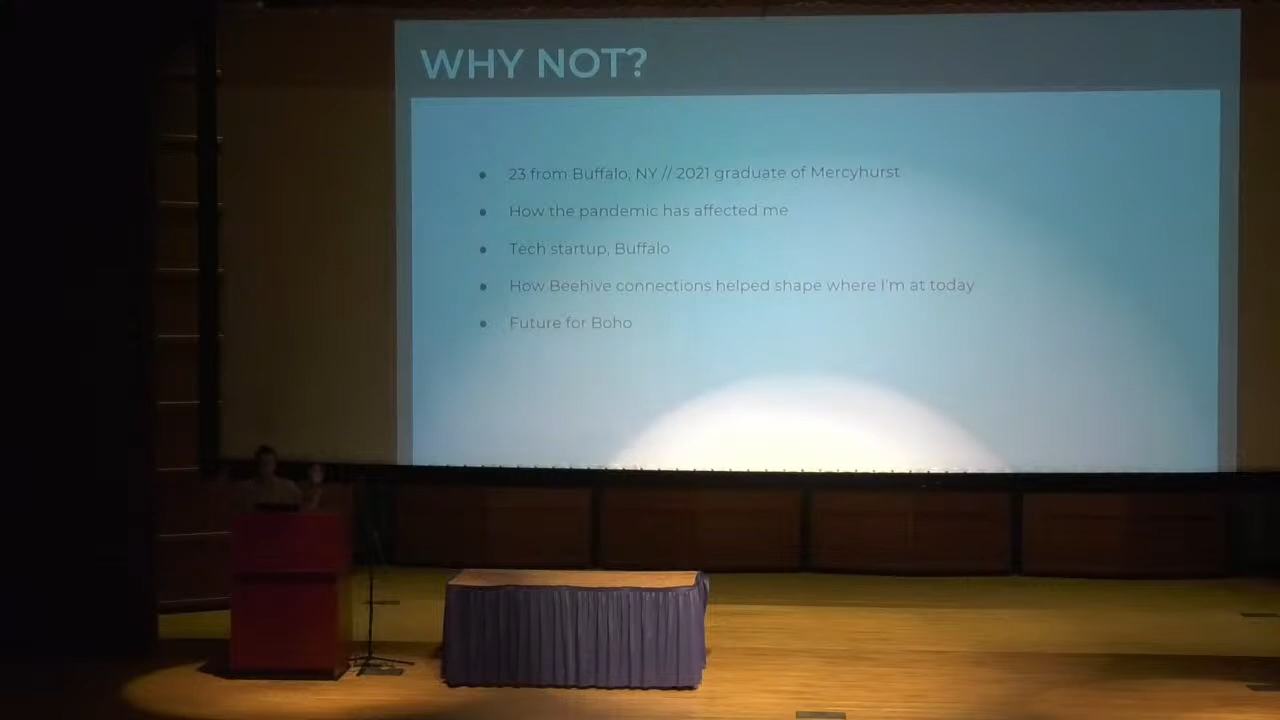 WHY NOT?
● 23 from Buffalo, NY // 2021 graduate of Mercyhurst
● How the pandemic has affected me
● Tech startup, Buffalo
● How Beehive connections helped shape where I'm at today
● Future for Boho